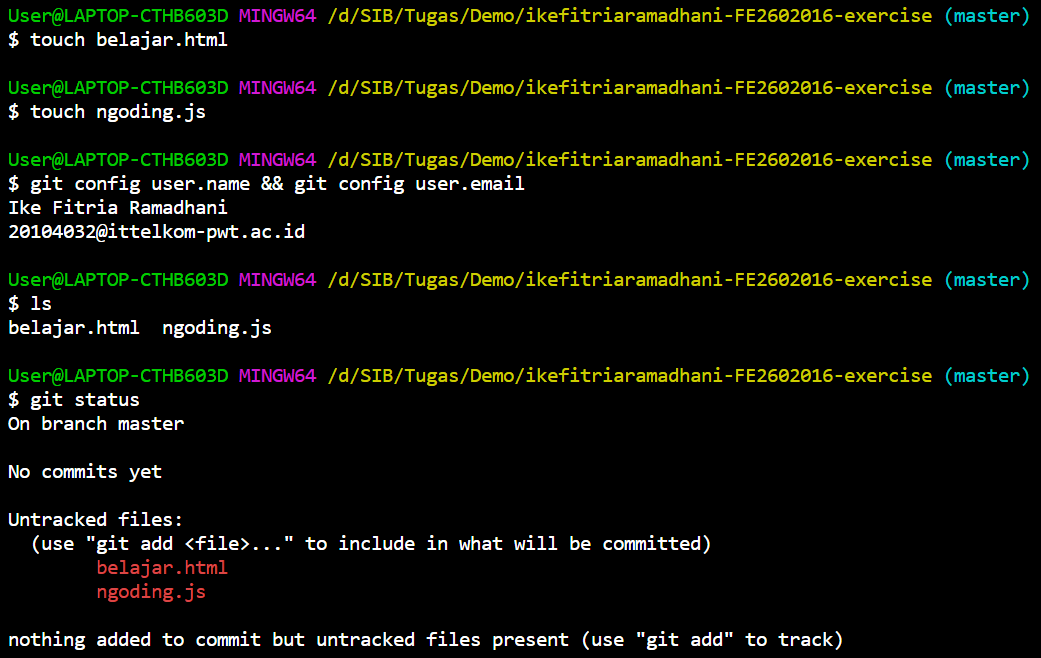 User@LAPTOP-CTHB603D MINGW64 /d/SIB/Tugas/Demo/ikefitriaramadhani-FE2602016-exercise (master)
$ touch belajar.html
User@LAPTOP-CTHB603D MINGW64 /d/SIB/Tugas/Demo/ikefitriaramadhani-FE2602016-exercise (master)
$ touch ngoding.js
User@LAPTOP-CTHB603D MINGW64 /d/SIB/Tugas/Demo/ikefitriaramadhani-FE2602016-exercise (master)
$ git config user.name && git config user.email
Ike Fitria Ramadhani
20104032@ittelkom-pwt.ac.id
User@LAPTOP-CTHB603D MINGW64 /d/SIB/Tugas/Demo/ikefitriaramadhani-FE2602016-exercise (master)
$ ls
belajar.html  ngoding.js
User@LAPTOP-CTHB603D MINGW64 /d/SIB/Tugas/Demo/ikefitriaramadhani-FE2602016-exercise (master)
$ git status
On branch master
No commits yet
Untracked files:
  (use "git add <file>..." to include in what will be committed)
        belajar.html
        ngoding.js
nothing added to commit but untracked files present (use "git add" to track)